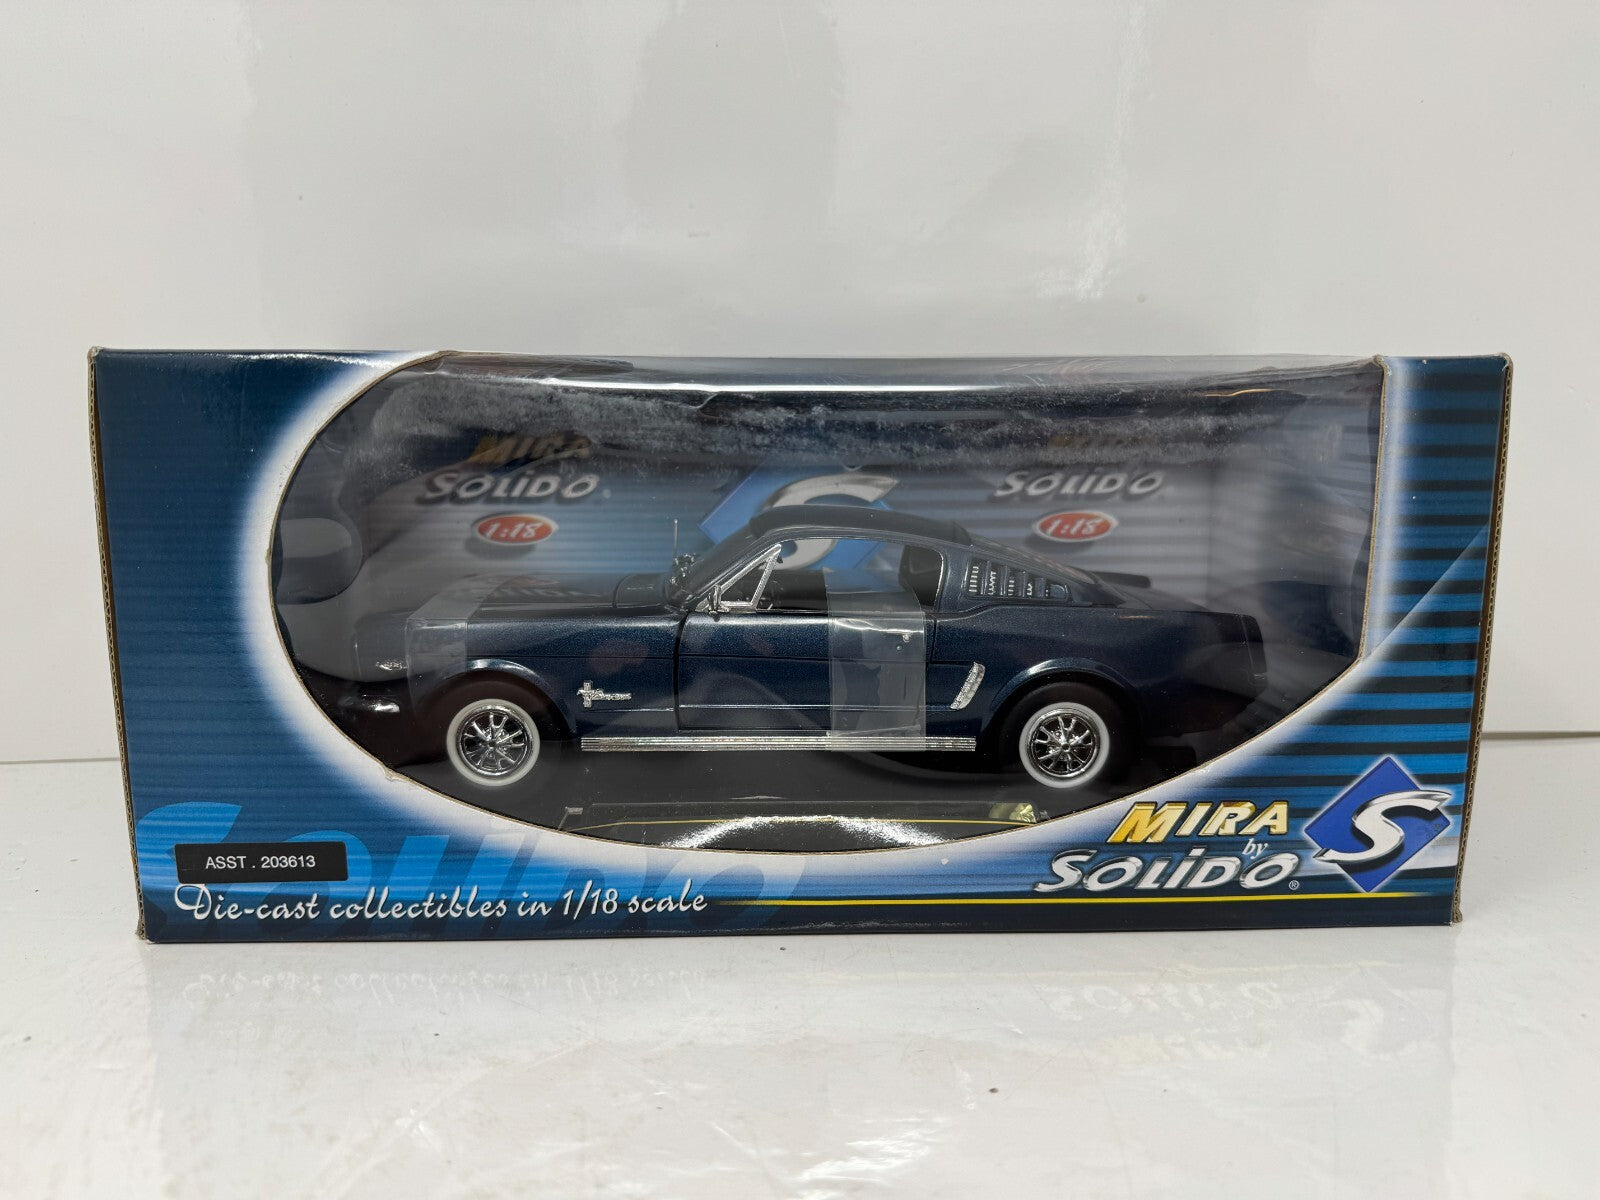 MIRA
SOLIDO
1:18
SOLIDO
1:18
ASST . 203613
Die-cast collectibles in 1/18 scale
MIRA
by
SOLIDO®
S